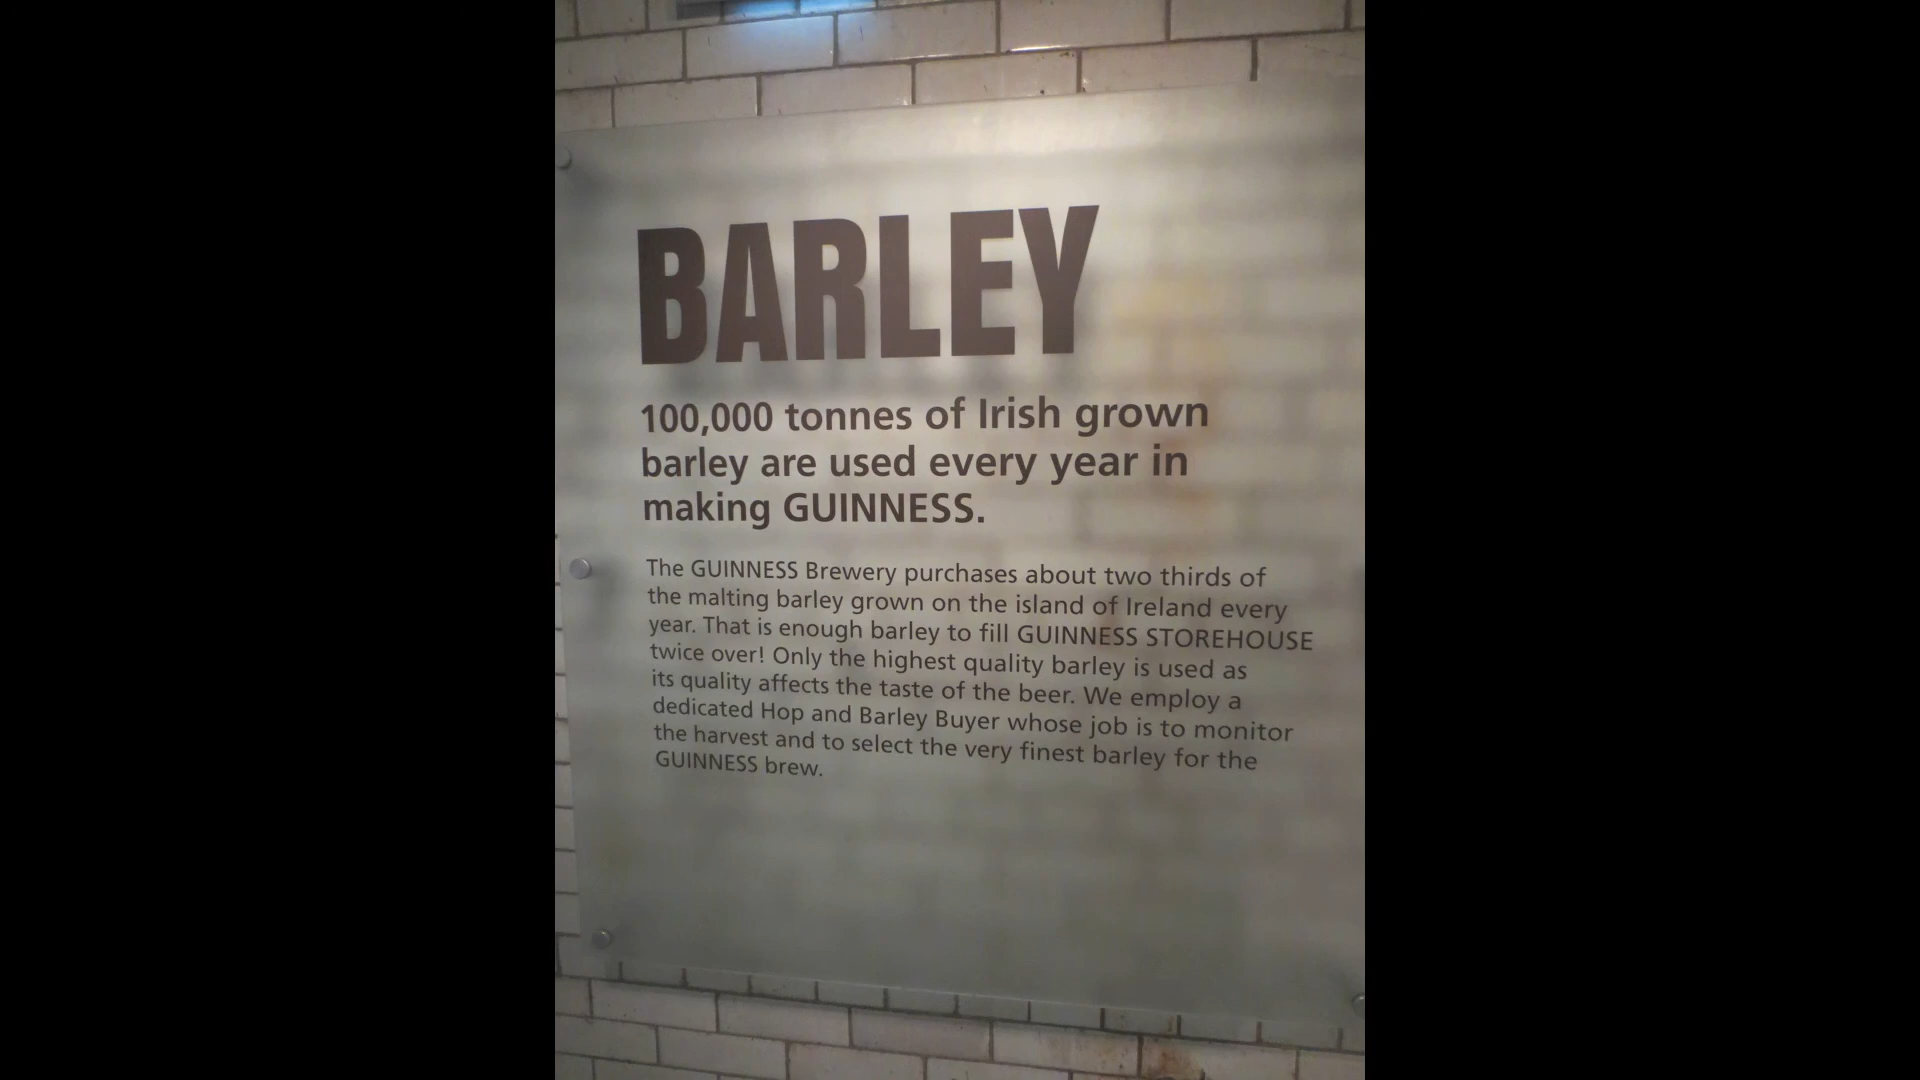 BARLEY
100,000 tonnes of Irish grown
barley are used every year in
making GUINNESS.
The GUINNESS Brewery purchases about two thirds of
the malting barley grown on the island of Ireland every
year. That is enough barley to fill GUINNESS STOREHOUSE
twice over! Only the highest quality barley is used as
its quality affects the taste of the beer. We employ a
dedicated Hop and Barley Buyer whose job is to monitor
the harvest and to select the very finest barley for the
GUINNESS brew.